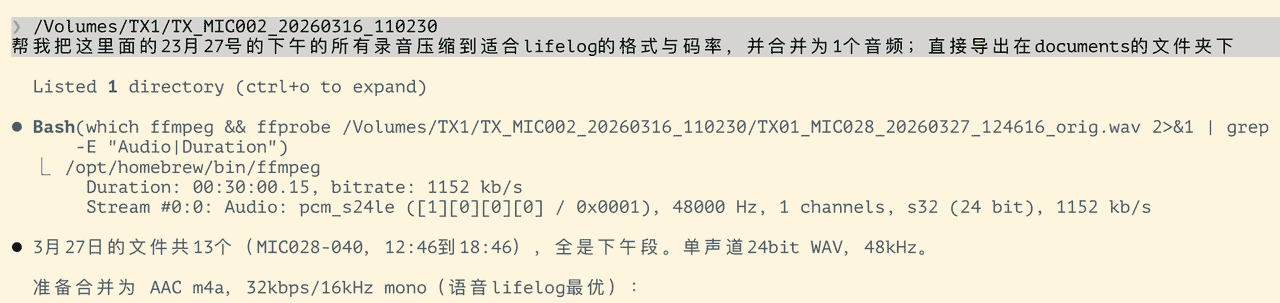 ❯ /Volumes/TX1/TX_MIC002_20260316_110230
帮我把这里面的23月27号的下午的所有录音压缩到适合lifelog的格式与码率，并合并为1个音频；直接导出在documents的文件夹下
Listed 1 directory (ctrl+o to expand)
● Bash(which ffmpeg && ffprobe /Volumes/TX1/TX_MIC002_20260316_110230/TX01_MIC028_20260327_124616_orig.wav 2>&1 | grep
-E "Audio|Duration")
⎿ /opt/homebrew/bin/ffmpeg
Duration: 00:30:00.15, bitrate: 1152 kb/s
Stream #0:0: Audio: pcm_s24le ([1][0][0][0] / 0x0001), 48000 Hz, 1 channels, s32 (24 bit), 1152 kb/s
● 3月27日的文件共13个（MIC028-040, 12:46到18:46），全是下午段。单声道24bit WAV, 48kHz。
准备合并为 AAC m4a, 32kbps/16kHz mono（语音lifelog最优）：